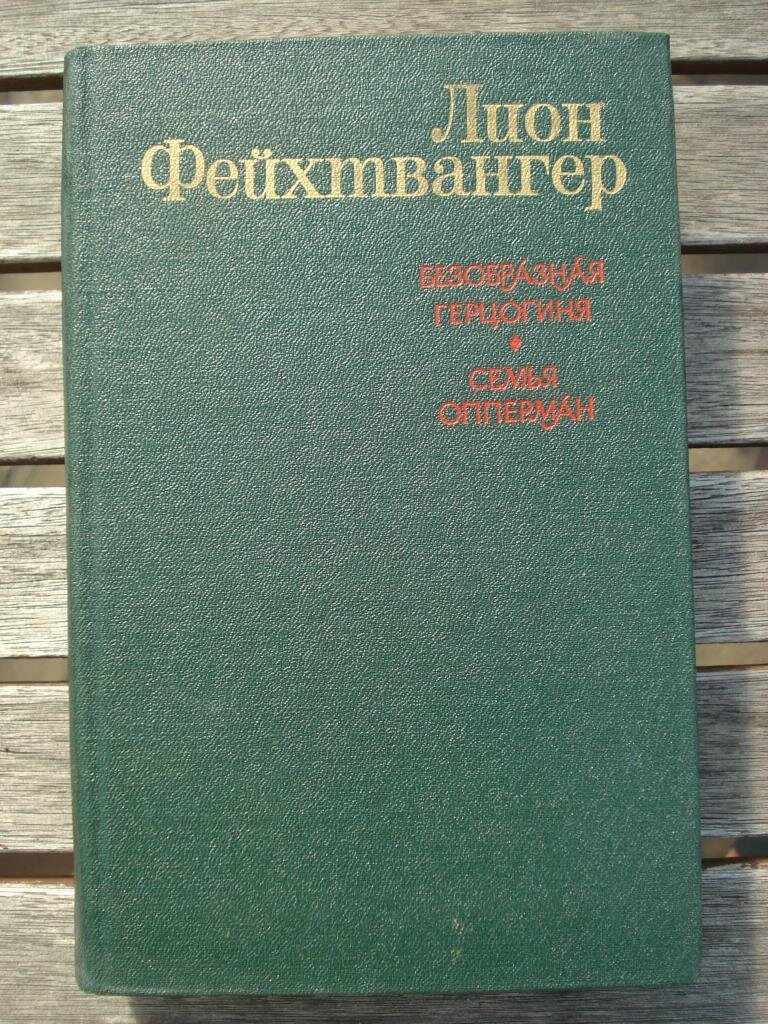 Лион
Фейхтвангер
БЕЗОБРАЗНАЯ
ГЕРЦОГИНЯ
СЕМЬЯ
ОППЕРМАН